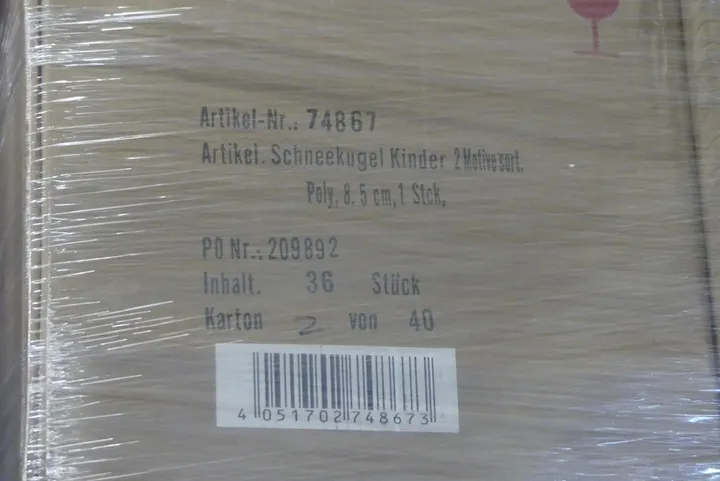 Artikel-Nr.: 74867
Artikel. Schneekugel Kinder 2 Motive sort.
Poly, 8. 5 cm, 1 Stck,
PO Nr.: 209892
Inhalt. 36 Stück
Karton 2 von 40
4 051702 748673